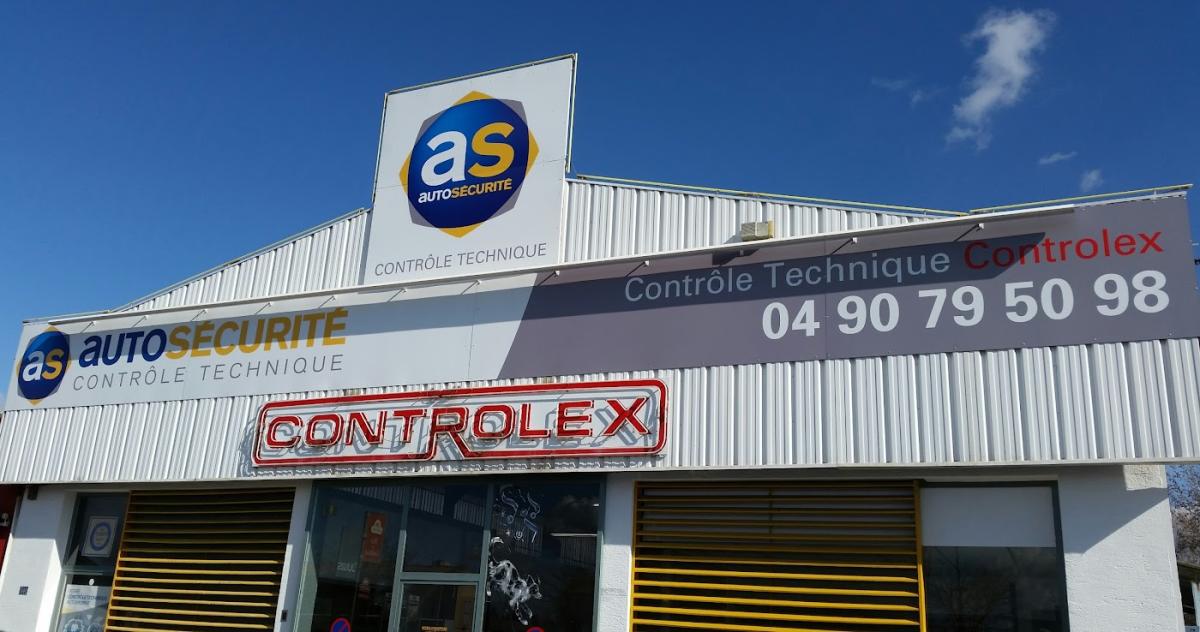 as
AUTOSÉCURITÉ
CONTRÔLE TECHNIQUE
Contrôle Technique Controlex
04 90 79 50 98
as AUTOSÉCURITÉ
CONTRÔLE TECHNIQUE
CONTROLEX